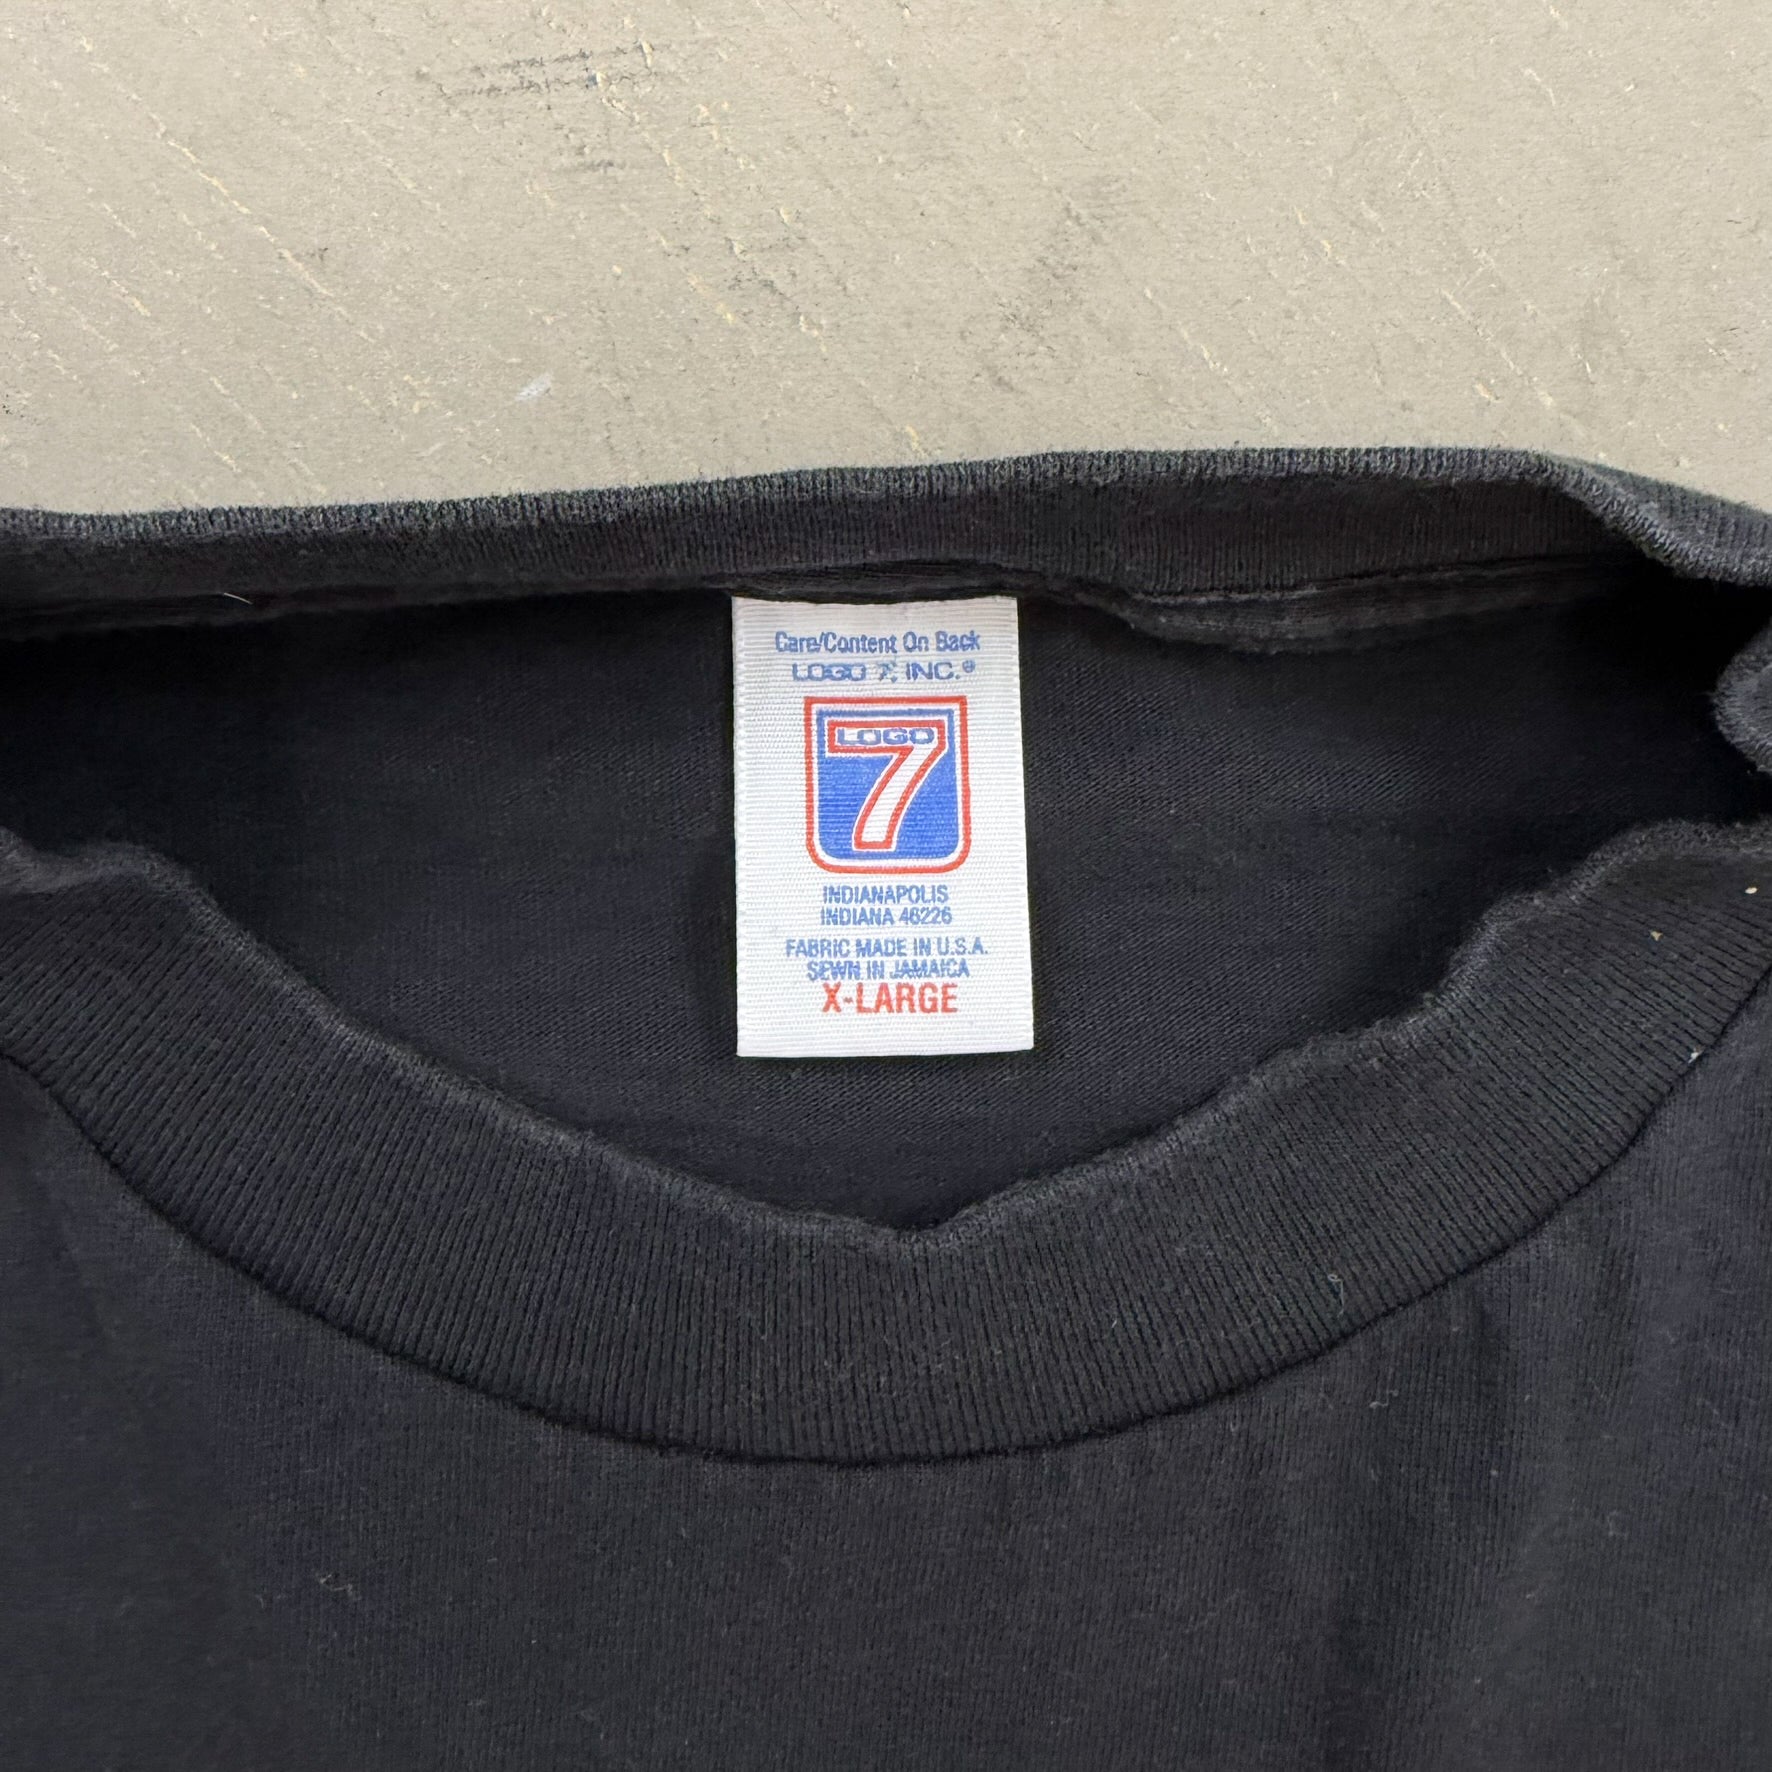 Care/Content On Back
LOGO 7, INC.®
LOGO
7
INDIANAPOLIS
INDIANA 46226
FABRIC MADE IN U.S.A.
SEWN IN JAMAICA
X-LARGE